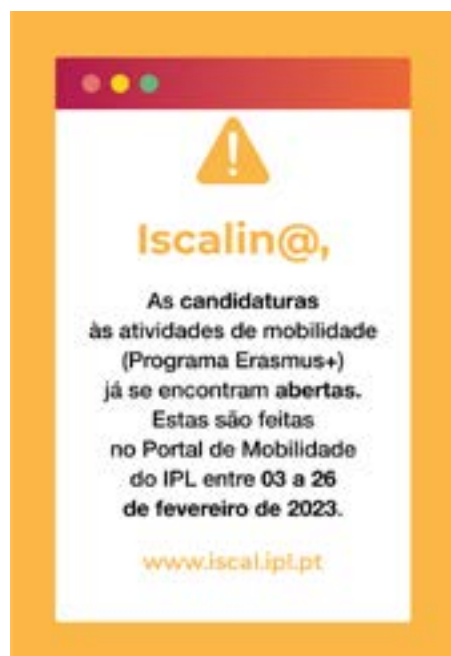 Iscalin@,
As candidaturas
às atividades de mobilidade
(Programa Erasmus+)
já se encontram abertas.
Estas são feitas
no Portal de Mobilidade
do IPL entre 03 a 26
de fevereiro de 2023.
www.iscal.ipl.pt